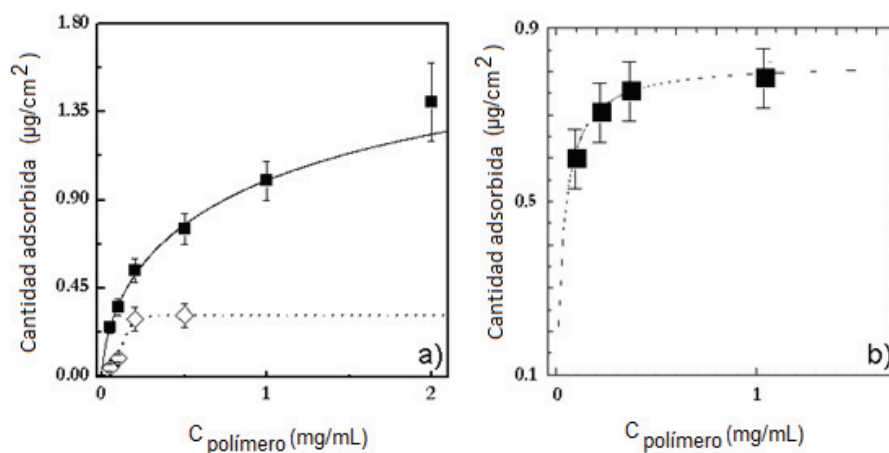 Cantidad adsorbida (µg/cm²)
1.80
1.35
0.90
0.45
0.00
0
1
2
a)
C polímero (mg/mL)
Cantidad adsorbida (µg/cm²)
0.9
0.5
0.1
0
1
b)
C polímero (mg/mL)